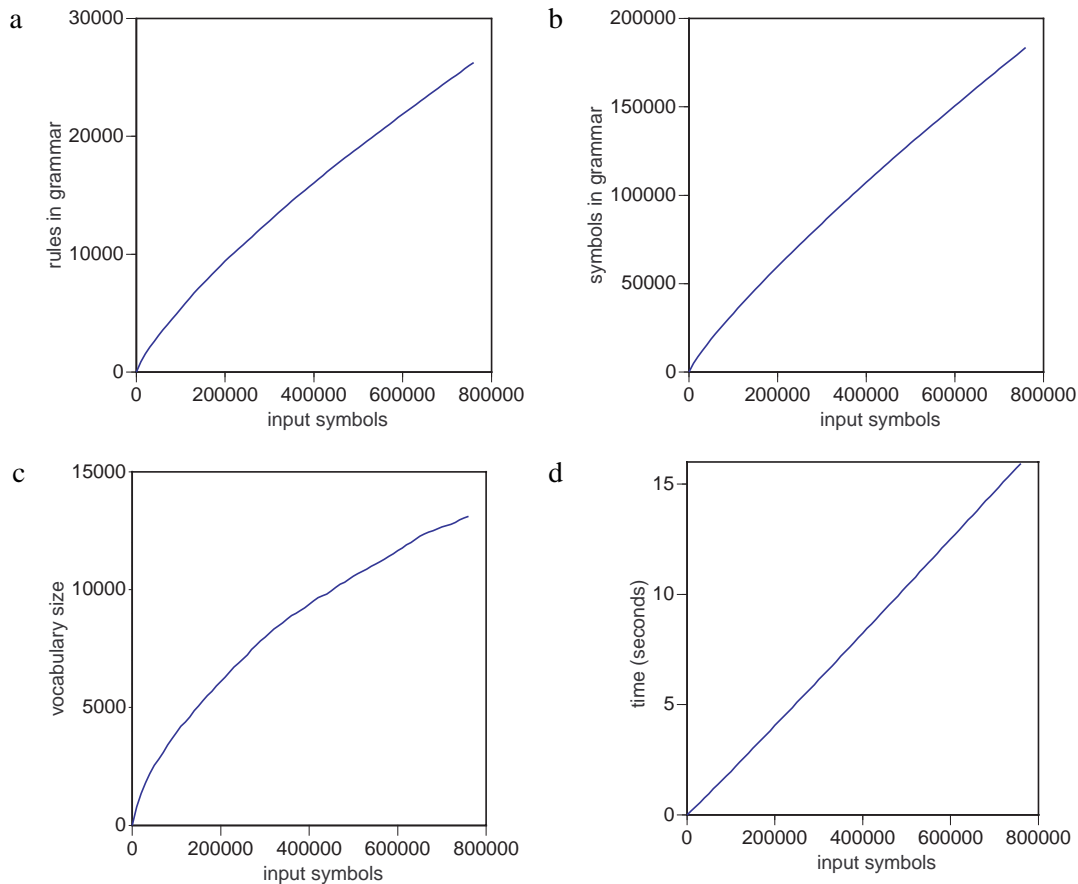 a
30000
20000
10000
0
rules in grammar
0 200000 400000 600000 800000
input symbols
b
200000
150000
100000
50000
0
symbols in grammar
0 200000 400000 600000 800000
input symbols
c
15000
10000
5000
0
vocabulary size
0 200000 400000 600000 800000
input symbols
d
15
10
5
0
time (seconds)
0 200000 400000 600000 800000
input symbols